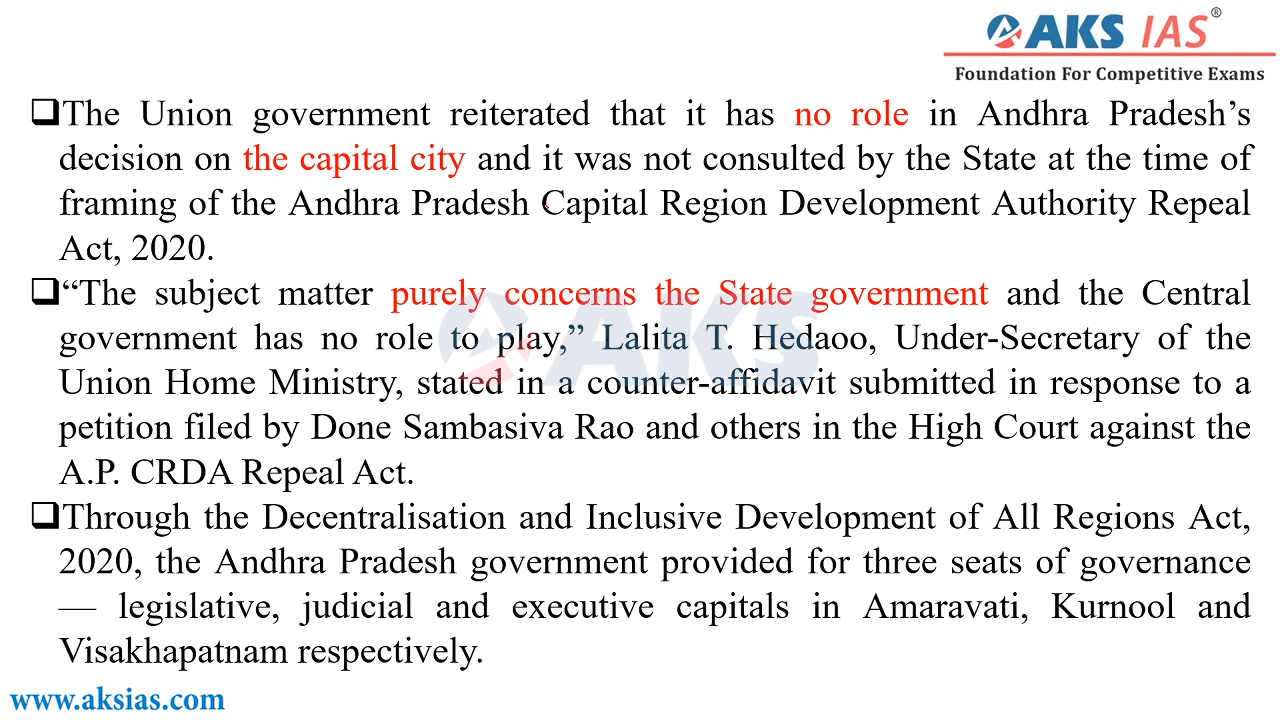 AKS IAS®
Foundation For Competitive Exams
❑The Union government reiterated that it has no role in Andhra Pradesh’s
decision on the capital city and it was not consulted by the State at the time of
framing of the Andhra Pradesh Capital Region Development Authority Repeal
Act, 2020.
❑“The subject matter purely concerns the State government and the Central
government has no role to play,” Lalita T. Hedaoo, Under-Secretary of the
Union Home Ministry, stated in a counter-affidavit submitted in response to a
petition filed by Done Sambasiva Rao and others in the High Court against the
A.P. CRDA Repeal Act.
❑Through the Decentralisation and Inclusive Development of All Regions Act,
2020, the Andhra Pradesh government provided for three seats of governance
— legislative, judicial and executive capitals in Amaravati, Kurnool and
Visakhapatnam respectively.
AKS
www.aksias.com